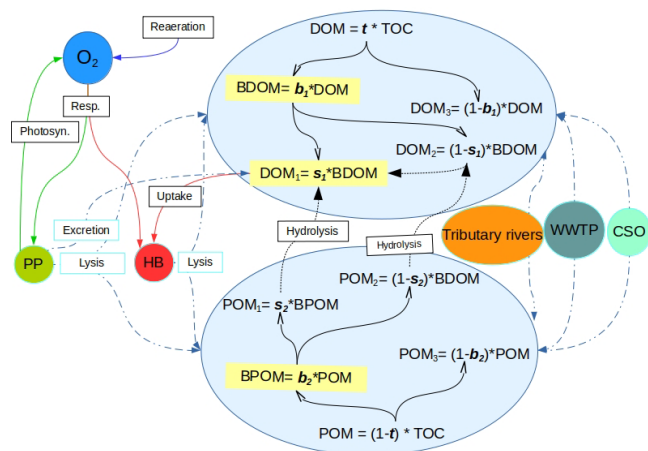 DOM = t * TOC
Reaeration
O2
BDOM= b1*DOM
Resp.
DOM3= (1-b1)*DOM
Photosyn.
DOM2= (1-s1)*BDOM
DOM1= s1*BDOM
Uptake
Excretion
Hydrolysis
Hydrolysis
Tributary rivers
WWTP
CSO
PP
Lysis
HB
Lysis
POM2= (1-s2)*BDOM
POM1= s2*BPOM
POM3= (1-b2)*POM
BPOM= b2*POM
POM = (1-t) * TOC